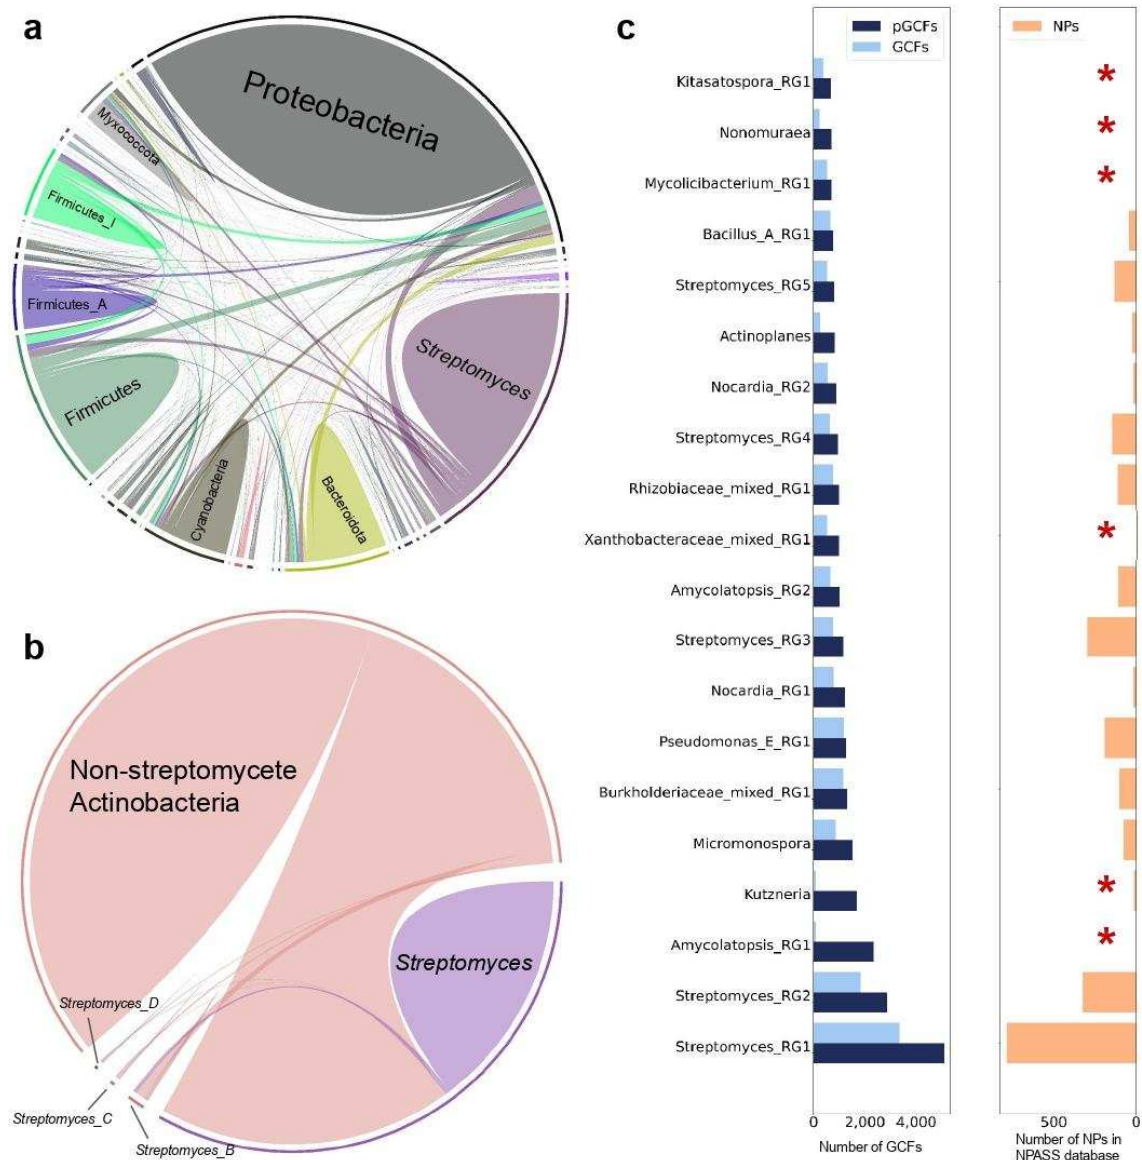 a
Proteobacteria
Myxococcota
Firmicutes_I
Firmicutes_A
Firmicutes
Cyanobacteria
Bacteroidota
Streptomyces
b
Non-streptomycete
Actinobacteria
Streptomyces
Streptomyces_D
Streptomyces_C
Streptomyces_B
c
pGCFs
GCFs
NPs
Kitasatospora_RG1
*
Nonomuraea
*
Mycolicibacterium_RG1
*
Bacillus_A_RG1
Streptomyces_RG5
Actinoplanes
Nocardia_RG2
Streptomyces_RG4
Rhizobiaceae_mixed_RG1
Xanthobacteraceae_mixed_RG1
*
Amycolatopsis_RG2
Streptomyces_RG3
Nocardia_RG1
Pseudomonas_E_RG1
Burkholderiaceae_mixed_RG1
Micromonospora
Kutzneria
*
Amycolatopsis_RG1
*
Streptomyces_RG2
Streptomyces_RG1
0 2,000 4,000
Number of GCFs
500 0
Number of NPs in
NPASS database